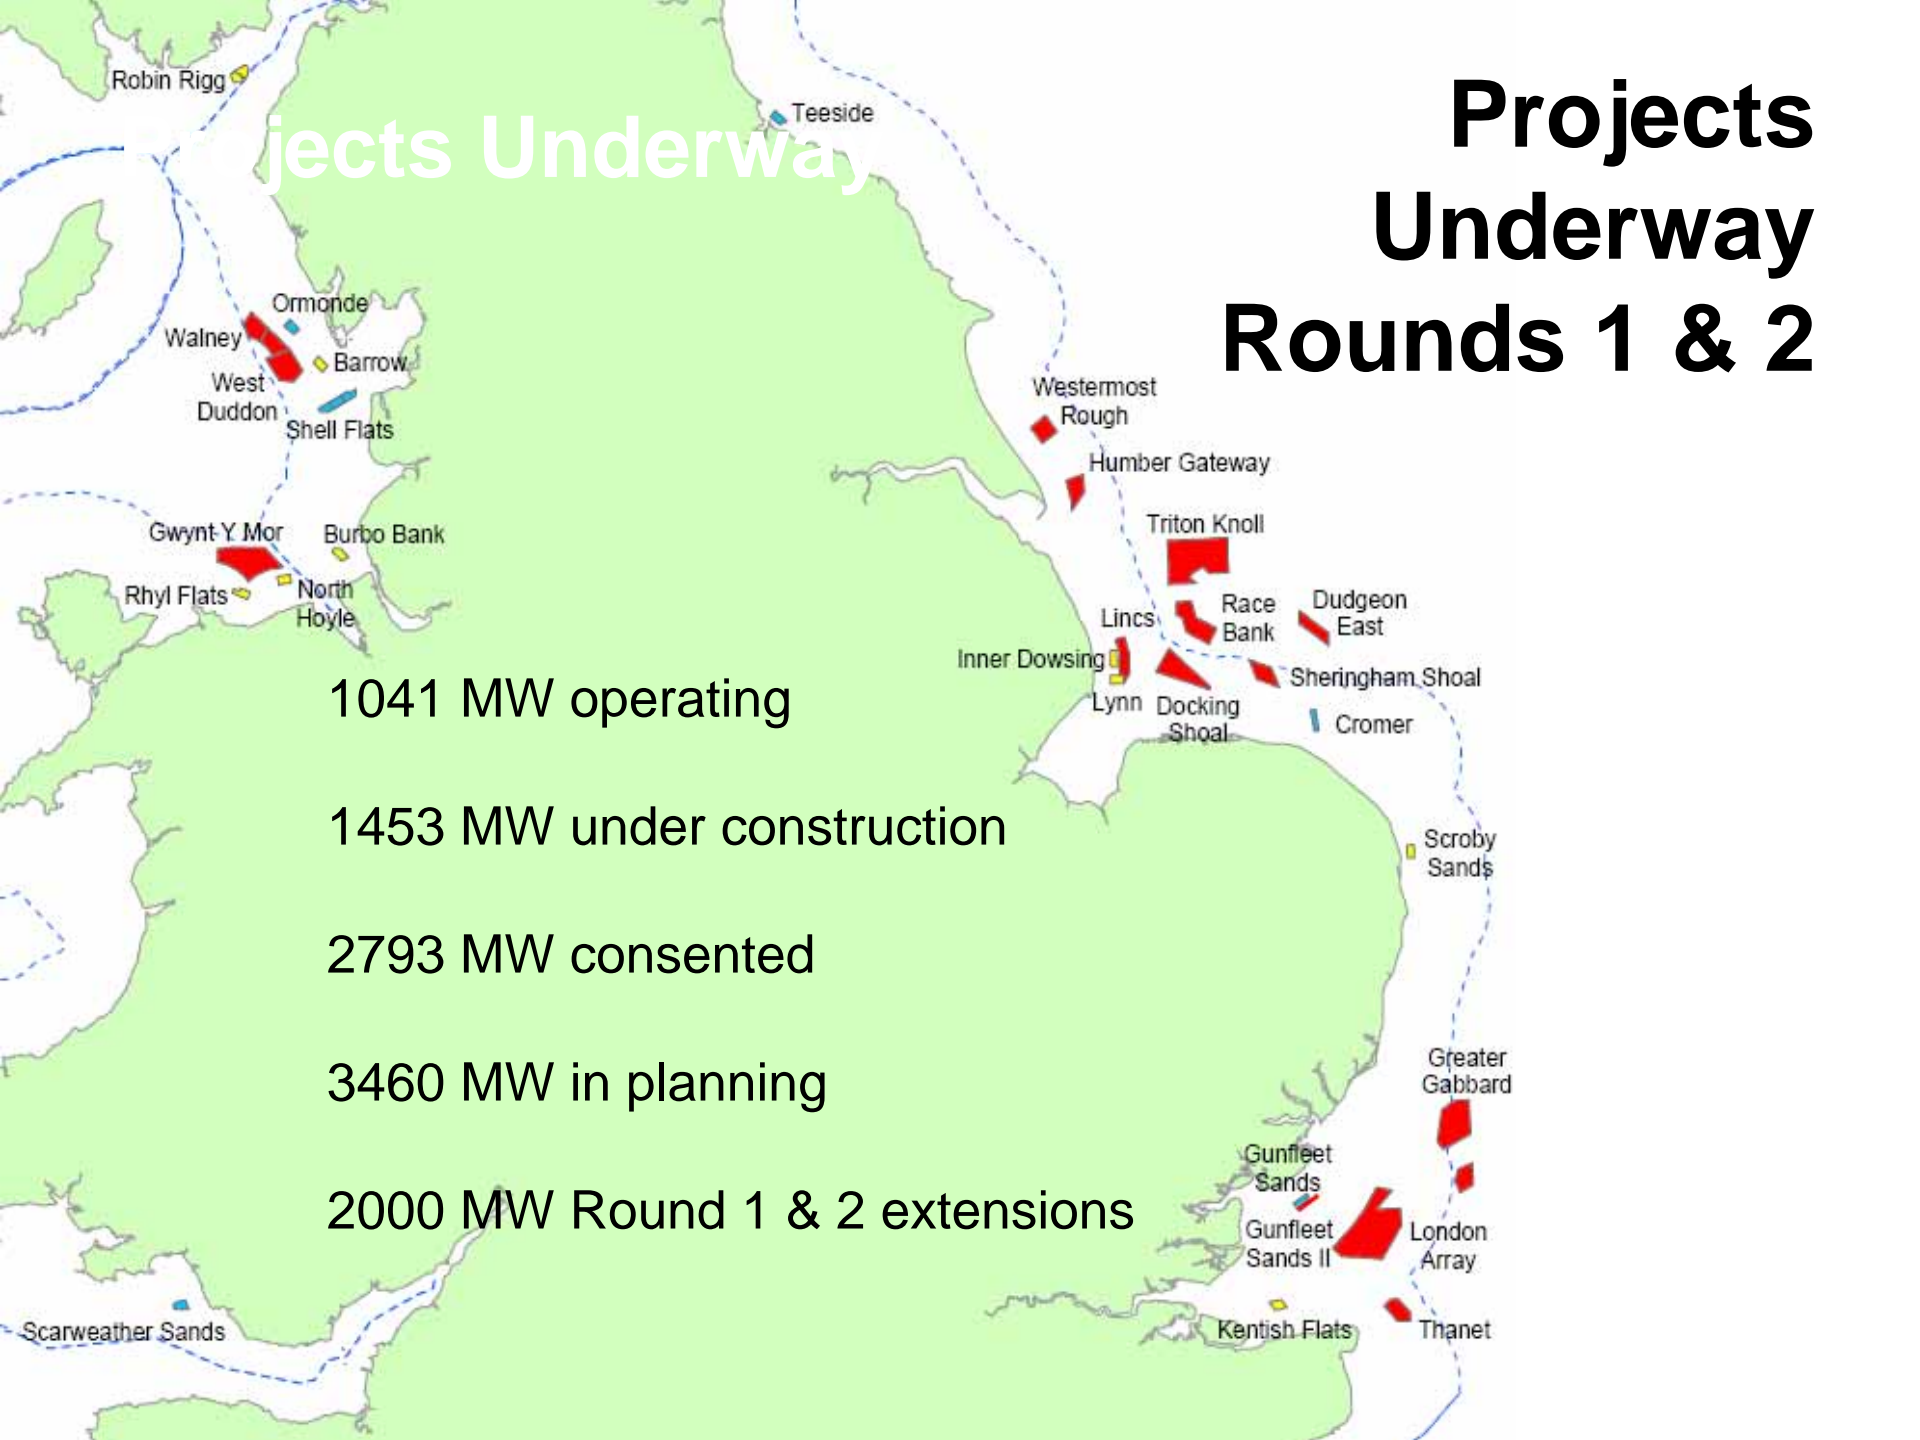 Projects
Underway
Rounds 1 & 2
Projects Underway
Robin Rigg
Teeside
Ormonde
Walney
Barrow
West
Duddon
Shell Flats
Westermost
Rough
Humber Gateway
Gwynt Y Mor
Burbo Bank
Triton Knoll
Rhyl Flats
North
Hoyle
Lincs
Race
Bank
Dudgeon
East
Inner Dowsing
Sheringham Shoal
Lynn
Docking
Shoal
Cromer
1041 MW operating
1453 MW under construction
2793 MW consented
3460 MW in planning
2000 MW Round 1 & 2 extensions
Scroby
Sands
Greater
Gabbard
Gunfleet
Sands
Gunfleet
Sands II
London
Array
Scarweather Sands
Kentish Flats
Thanet